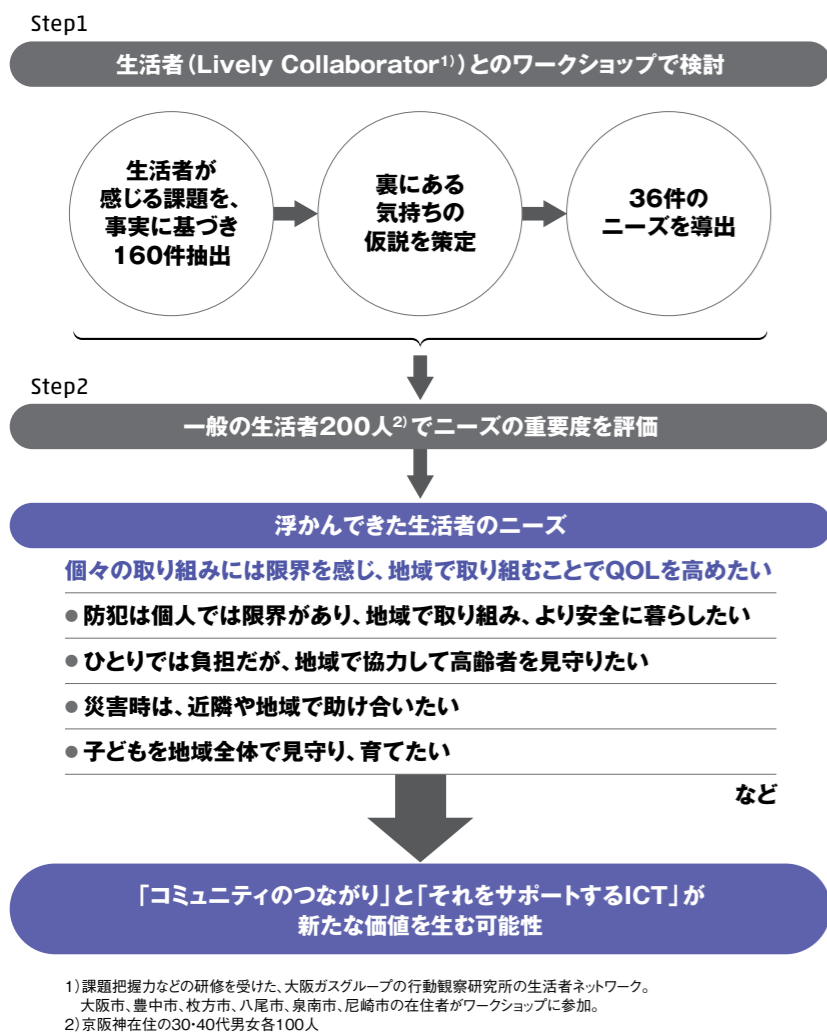 Step1
生活者（Lively Collaborator1)）とのワークショップで検討
生活者が
感じる課題を、
事実に基づき
160件抽出
裏にある
気持ちの
仮説を策定
36件の
ニーズを導出
Step2
一般の生活者200人2)でニーズの重要度を評価
浮かんできた生活者のニーズ
個々の取り組みには限界を感じ、地域で取り組むことでQOLを高めたい
● 防犯は個人では限界があり、地域で取り組み、より安全に暮らしたい
● ひとりでは負担だが、地域で協力して高齢者を見守りたい
● 災害時は、近隣や地域で助け合いたい
● 子どもを地域全体で見守り、育てたい
など
「コミュニティのつながり」と「それをサポートするICT」が
新たな価値を生む可能性
1）課題把握力などの研修を受けた、大阪ガスグループの行動観察研究所の生活者ネットワーク。
大阪市、豊中市、枚方市、八尾市、泉南市、尼崎市の在住者がワークショップに参加。
2）京阪神在住の30・40代男女各100人